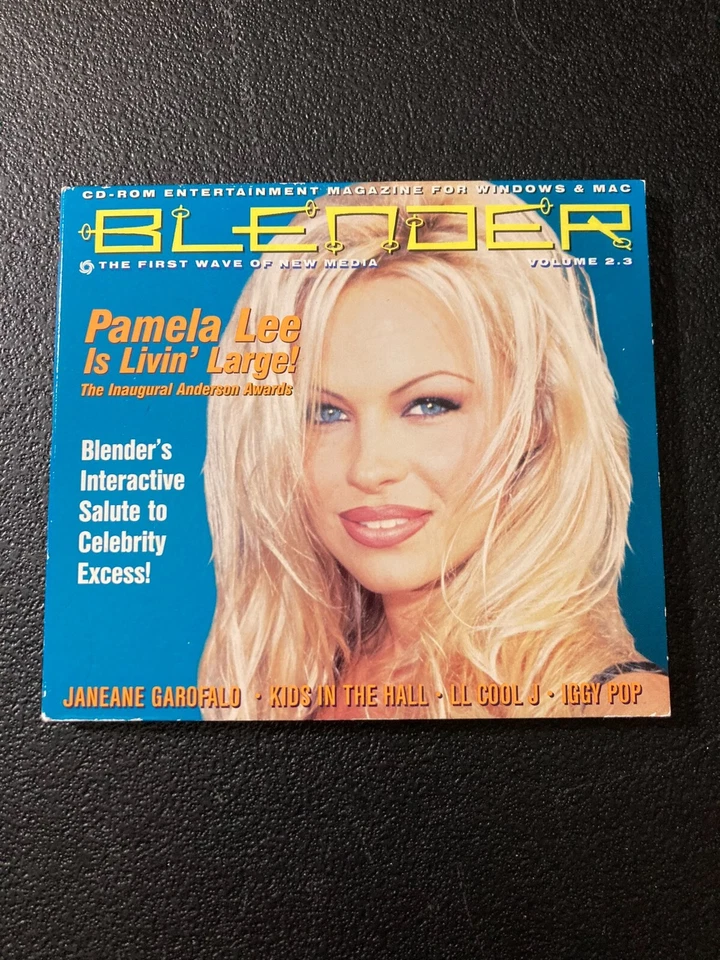 CD-ROM ENTERTAINMENT MAGAZINE FOR WINDOWS & MAC
BLENDER
THE FIRST WAVE OF NEW MEDIA VOLUME 2.3
Pamela Lee
Is Livin' Large!
The Inaugural Anderson Awards
Blender's
Interactive
Salute to
Celebrity
Excess!
JANEANE GAROFALO · KIDS IN THE HALL · LL COOL J · IGGY POP